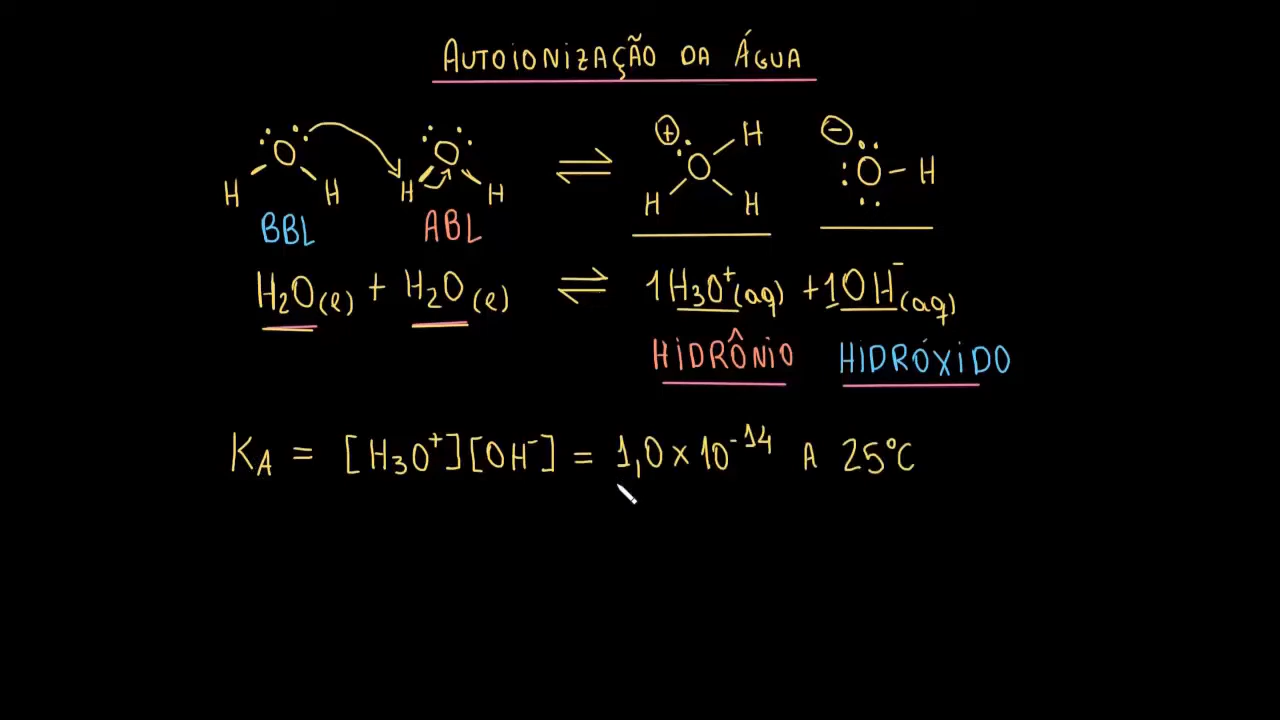 AUTOIONIZAÇÃO DA ÁGUA
H O H H O H ⇌ H O H H ⊕ ⊖ O - H
BBL ABL
H₂O(l) + H₂O(l) ⇌ 1H₃O⁺(aq) + 1OH⁻(aq)
HIDRÔNIO HIDRÓXIDO
KA = [H₃O⁺][OH⁻] = 1,0 x 10⁻¹⁴ A 25°C